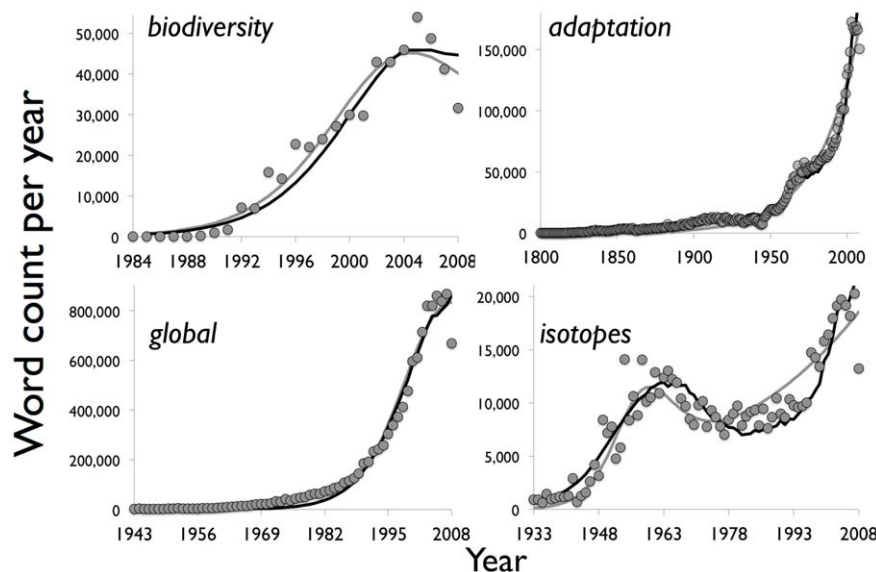 Word count per year
biodiversity
50,000
40,000
30,000
20,000
10,000
0
1984 1988 1992 1996 2000 2004 2008
adaptation
150,000
100,000
50,000
0
1800 1850 1900 1950 2000
global
800,000
600,000
400,000
200,000
0
1943 1956 1969 1982 1995 2008
isotopes
20,000
15,000
10,000
5,000
0
1933 1948 1963 1978 1993 2008
Year